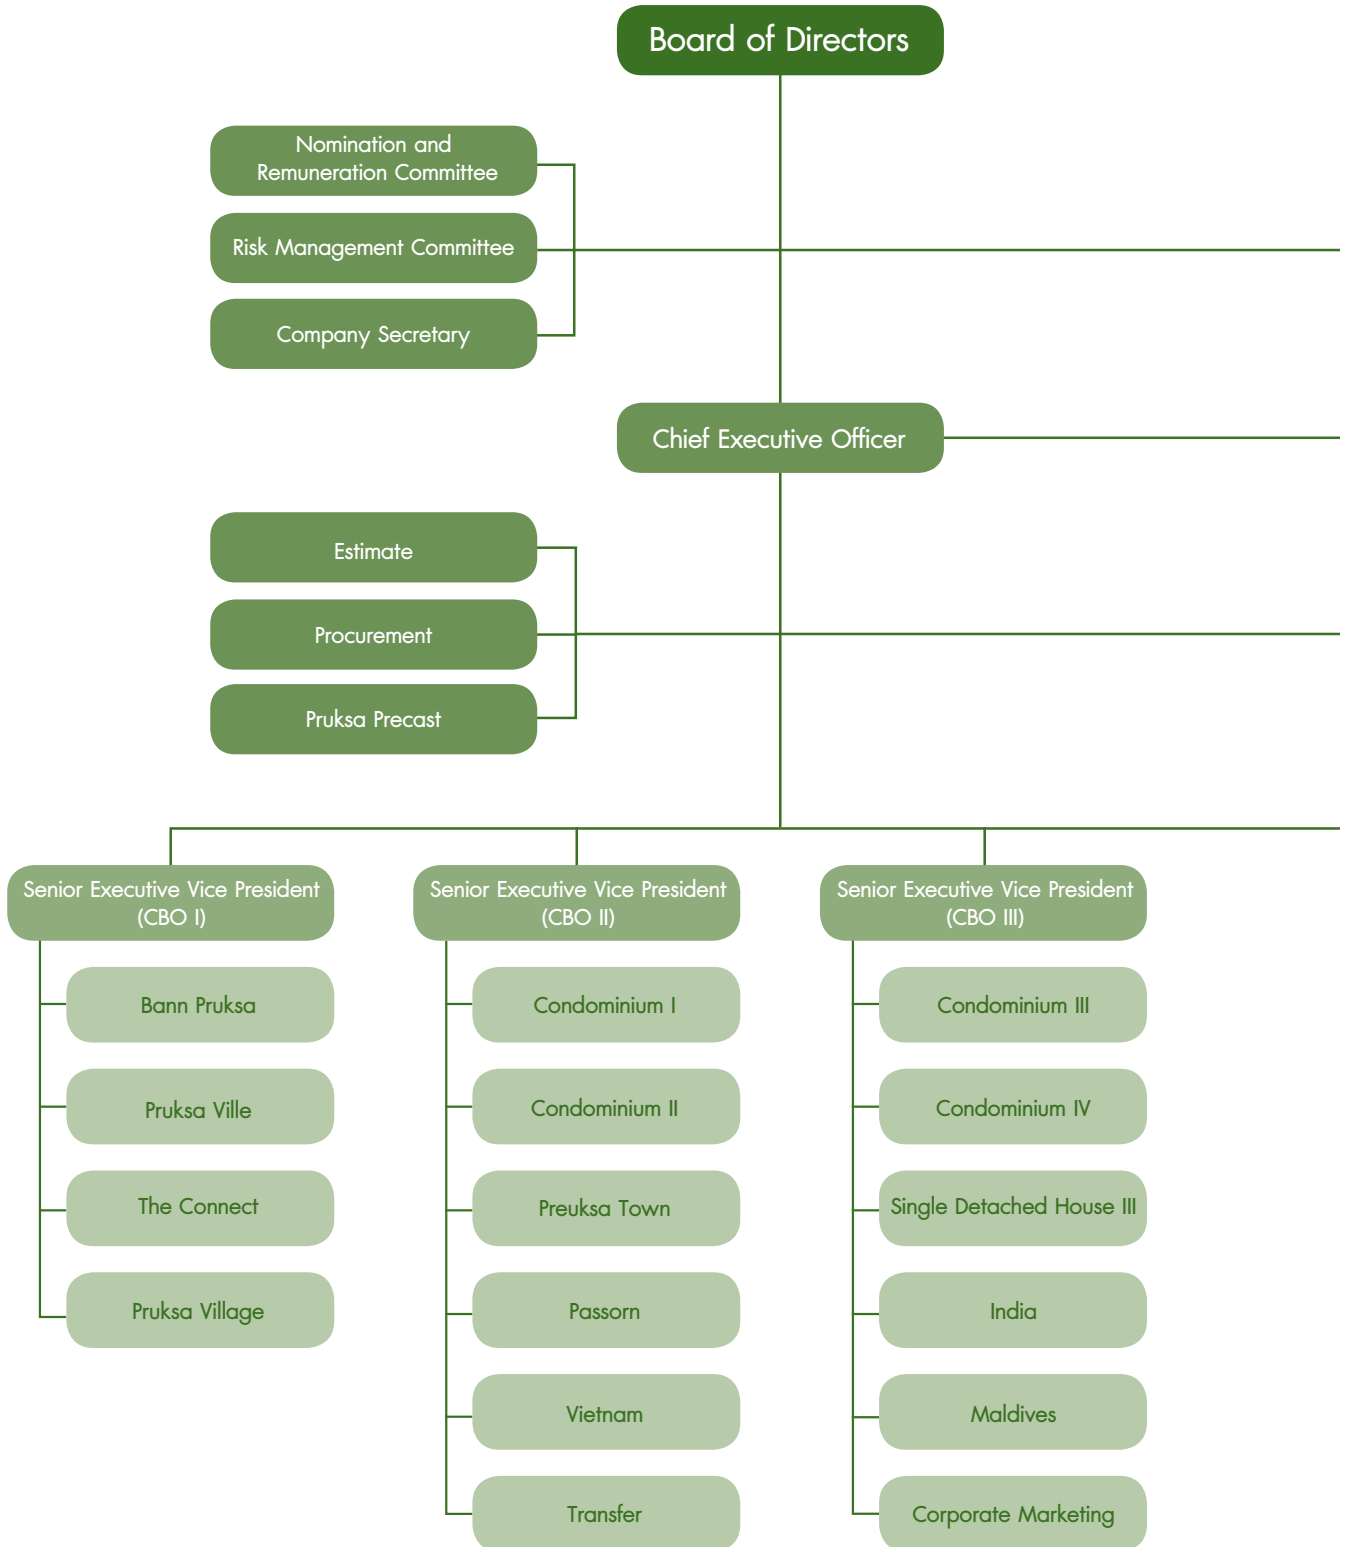 Board of Directors
Nomination and
Remuneration Committee
Risk Management Committee
Company Secretary
Chief Executive Officer
Estimate
Procurement
Pruksa Precast
Senior Executive Vice President
(CBO I)
Bann Pruksa
Pruksa Ville
The Connect
Pruksa Village
Senior Executive Vice President
(CBO II)
Condominium I
Condominium II
Preuksa Town
Passorn
Vietnam
Transfer
Senior Executive Vice President
(CBO III)
Condominium III
Condominium IV
Single Detached House III
India
Maldives
Corporate Marketing